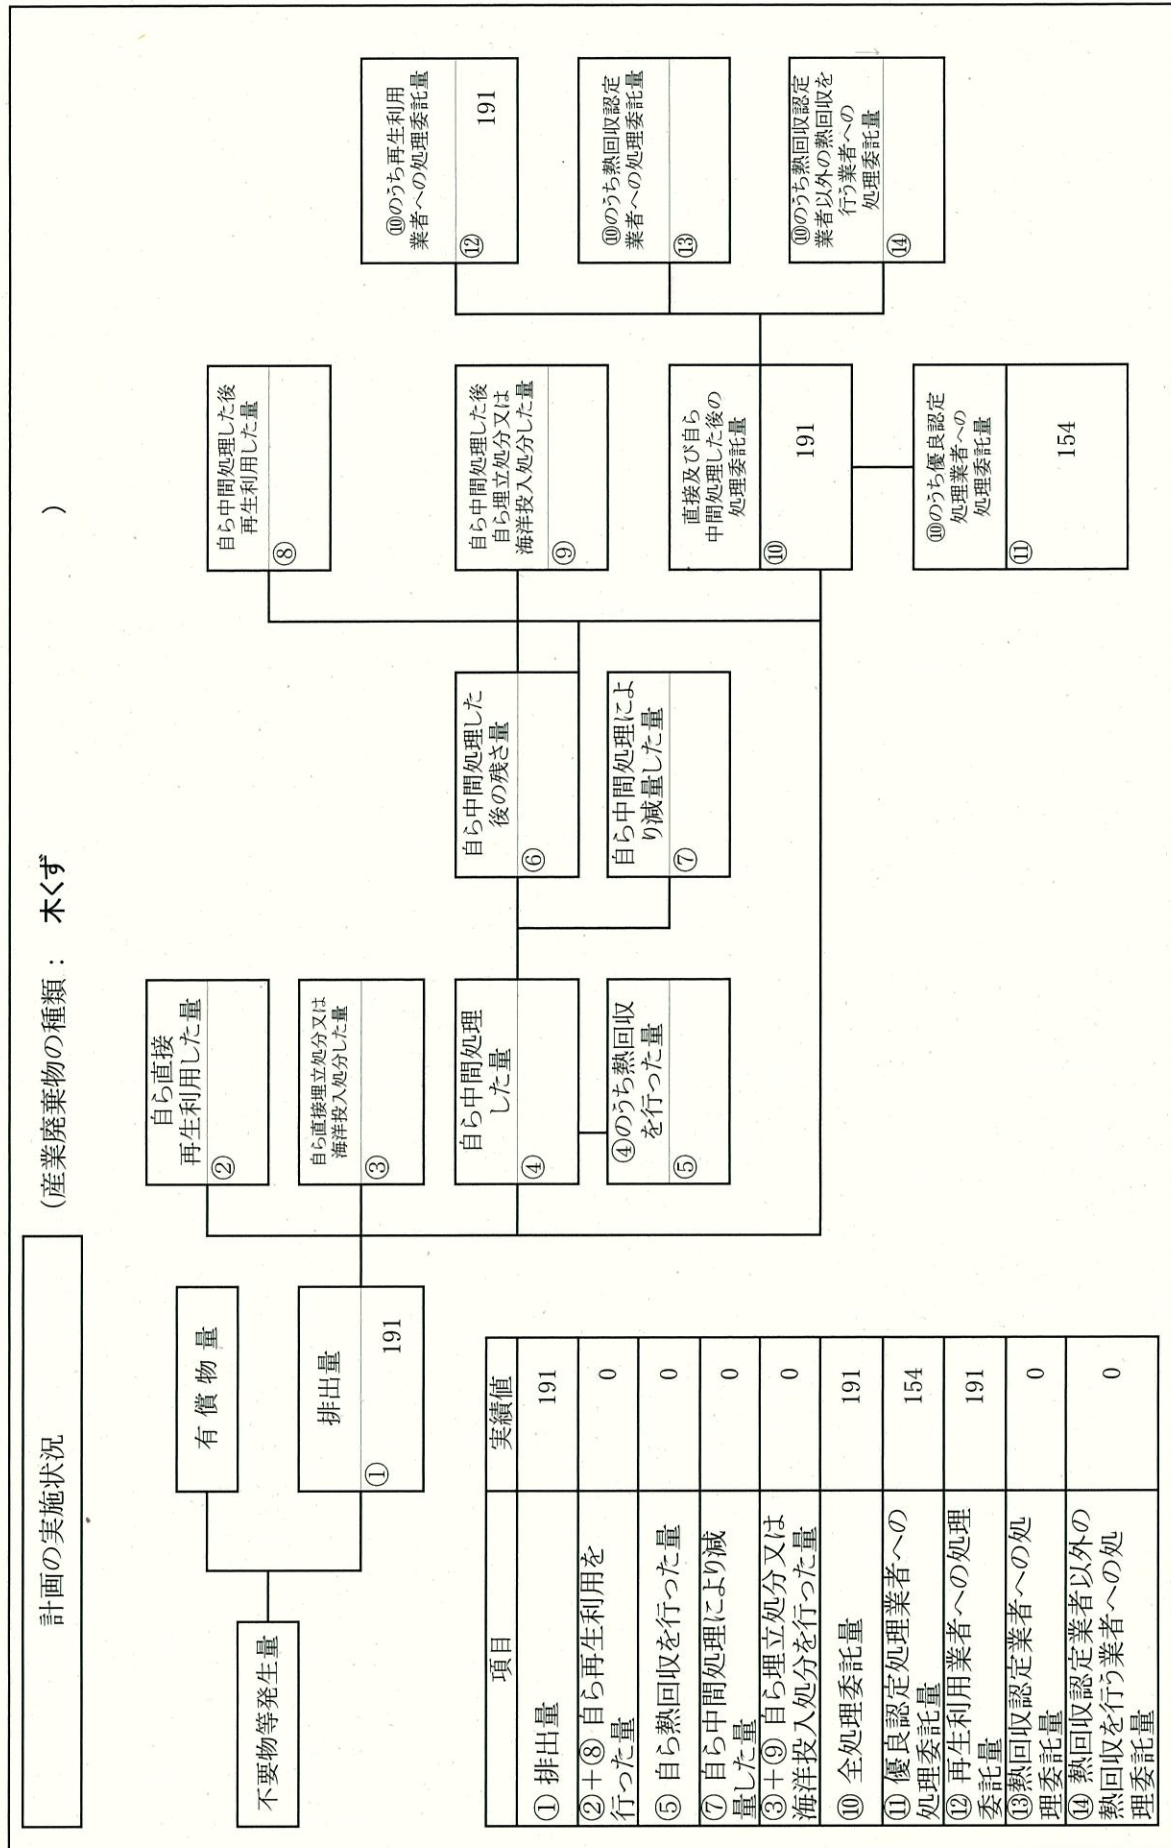 計画の実施状況
(産業廃棄物の種類： 木くず )
不要物等発生量
有 償 物 量
排出量
① 191
自ら直接
再生利用した量
②
自ら直接埋立処分又は
海洋投入処分した量
③
自ら中間処理
した量
④
④のうち熱回収
を行った量
⑤
自ら中間処理した
後の残さ量
⑥
自ら中間処理によ
り減量した量
⑦
自ら中間処理した後
再生利用した量
⑧
自ら中間処理した後
自ら埋立処分又は
海洋投入処分した量
⑨
直接及び自ら
中間処理した後の
処理委託量
⑩ 191
⑩のうち優良認定
処理業者への
処理委託量
⑪ 154
⑩のうち再生利用
業者への処理委託量
⑫ 191
⑩のうち熱回収認定
業者への処理委託量
⑬
⑩のうち熱回収認定
業者以外の熱回収を
行う業者への
処理委託量
⑭
項目 実績値
① 排出量 191
②＋⑧ 自ら再生利用を
行った量 0
⑤ 自ら熱回収を行った量 0
⑦ 自ら中間処理により減
量した量 0
③＋⑨ 自ら埋立処分又は
海洋投入処分を行った量 0
⑩ 全処理委託量 191
⑪ 優良認定処理業者への
処理委託量 154
⑫ 再生利用業者への処理
委託量 191
⑬熱回収認定業者への処
理委託量 0
⑭ 熱回収認定業者以外の
熱回収を行う業者への処
理委託量 0